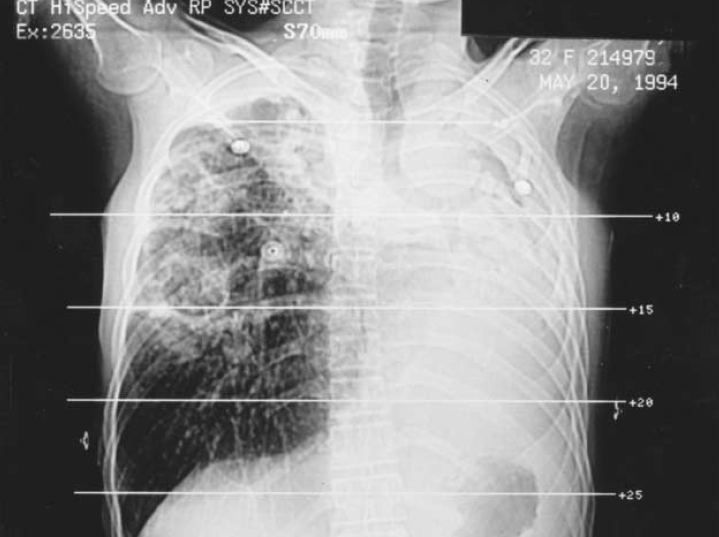 CT HiSpeed Adv RP SYS#SCCT
Ex:2635
S70mm
32 F 214979
MAY 20, 1994
+10
+15
+20
+25